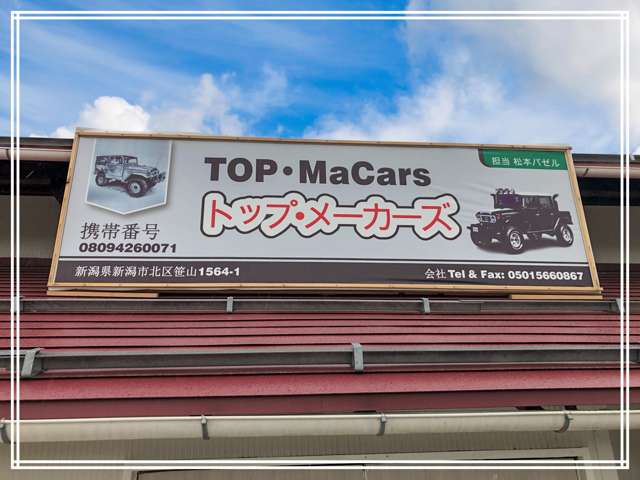 担当 松本バゼル
TOP・MaCars
トップ・メーカーズ
携帯番号
08094260071
新潟県新潟市北区笹山1564-1
会社 Tel & Fax: 05015660867